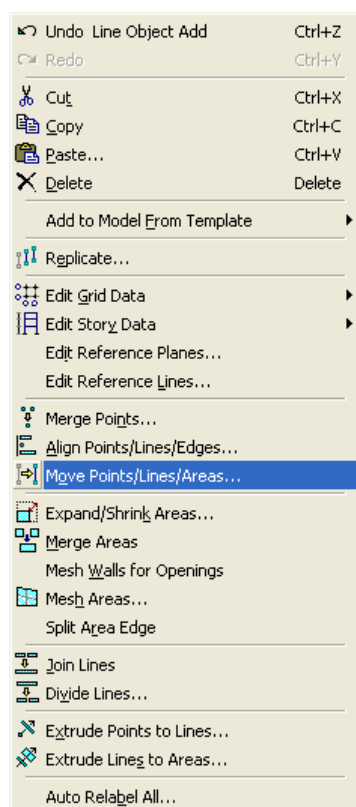 Undo Line Object Add Ctrl+Z
Redo Ctrl+Y
Cut Ctrl+X
Copy Ctrl+C
Paste... Ctrl+V
Delete Delete
Add to Model From Template
Replicate...
Edit Grid Data
Edit Story Data
Edit Reference Planes...
Edit Reference Lines...
Merge Points...
Align Points/Lines/Edges...
Move Points/Lines/Areas...
Expand/Shrink Areas...
Merge Areas
Mesh Walls for Openings
Mesh Areas...
Split Area Edge
Join Lines
Divide Lines...
Extrude Points to Lines...
Extrude Lines to Areas...
Auto Relabel All...